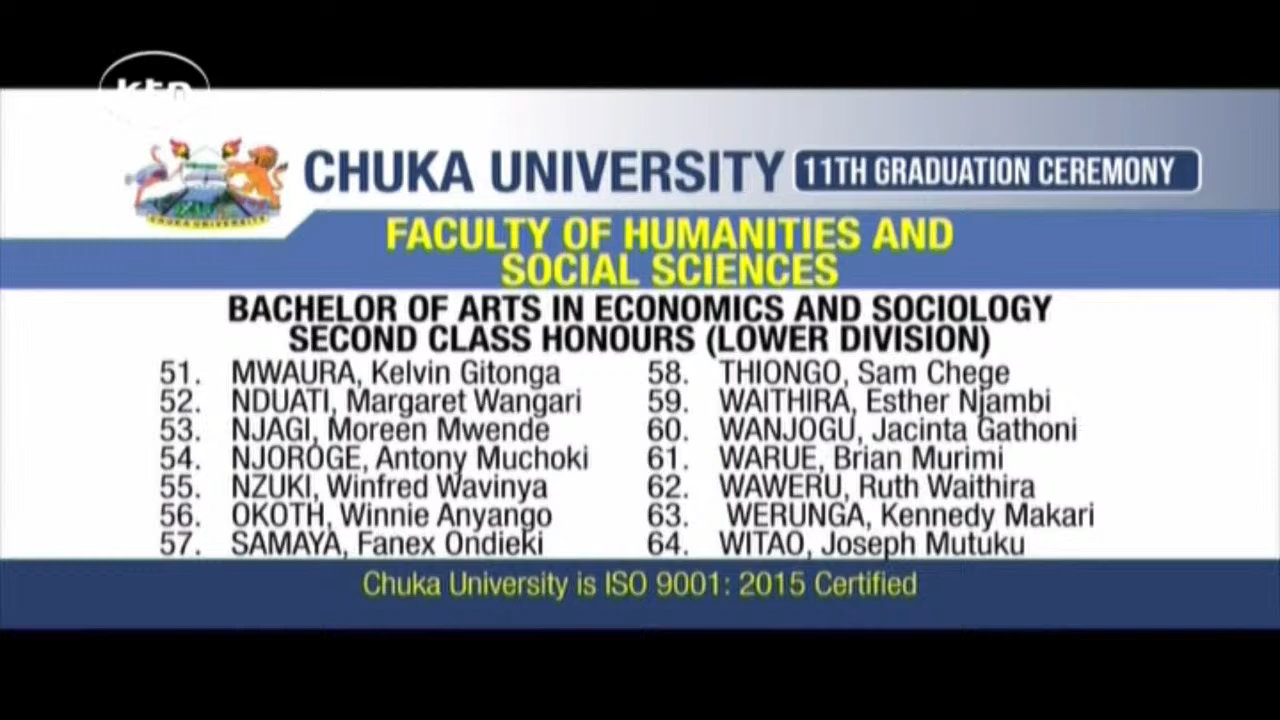 ktn
CHUKA UNIVERSITY
11TH GRADUATION CEREMONY
CHUKA UNIVERSITY
FACULTY OF HUMANITIES AND
SOCIAL SCIENCES
BACHELOR OF ARTS IN ECONOMICS AND SOCIOLOGY
SECOND CLASS HONOURS (LOWER DIVISION)
51. MWAURA, Kelvin Gitonga
52. NDUATI, Margaret Wangari
53. NJAGI, Moreen Mwende
54. NJOROGE, Antony Muchoki
55. NZUKI, Winfred Wavinya
56. OKOTH, Winnie Anyango
57. SAMAYA, Fanex Ondieki
58. THIONGO, Sam Chege
59. WAITHIRA, Esther Njambi
60. WANJOGU, Jacinta Gathoni
61. WARUE, Brian Murimi
62. WAWERU, Ruth Waithira
63. WERUNGA, Kennedy Makari
64. WITAO, Joseph Mutuku
Chuka University is ISO 9001: 2015 Certified